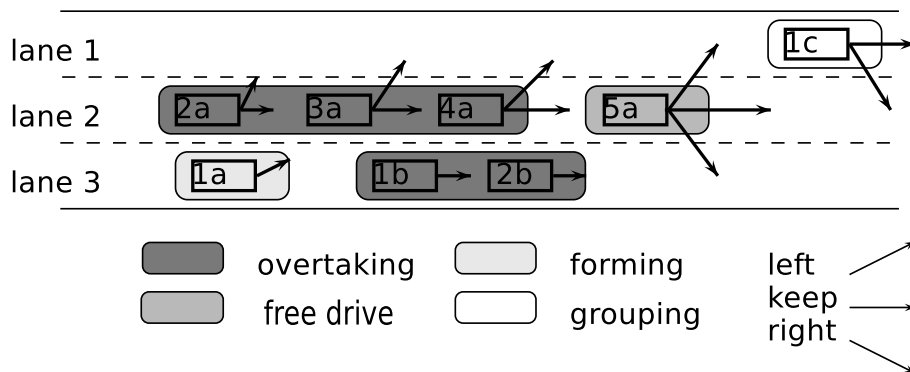 lane 1
1c
lane 2
2a 3a 4a 5a
lane 3
1a 1b 2b
overtaking forming left
free drive grouping keep
right